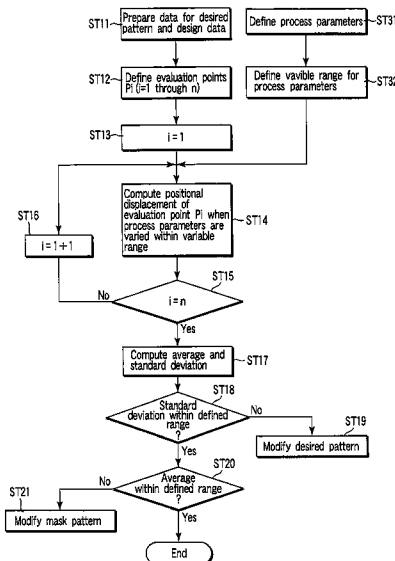 ST11
Prepare data for desired
pattern and design data
ST31
Define process parameters
ST12
Define evaluation points
Pi (i=1 through n)
ST32
Define vavible range for
process parameters
ST13
i=1
ST16
i=1+1
Compute positional
displacement of
evaluation point Pi when
process parameters are
varied within variable
range
ST14
ST15
i=n
No
Yes
Compute average and
standard deviation
ST17
ST18
Standard
deviation within defined
range
?
No
Yes
ST19
Modify desired pattern
ST20
Average
within defined range
?
No
Yes
ST21
Modify mask pattern
End